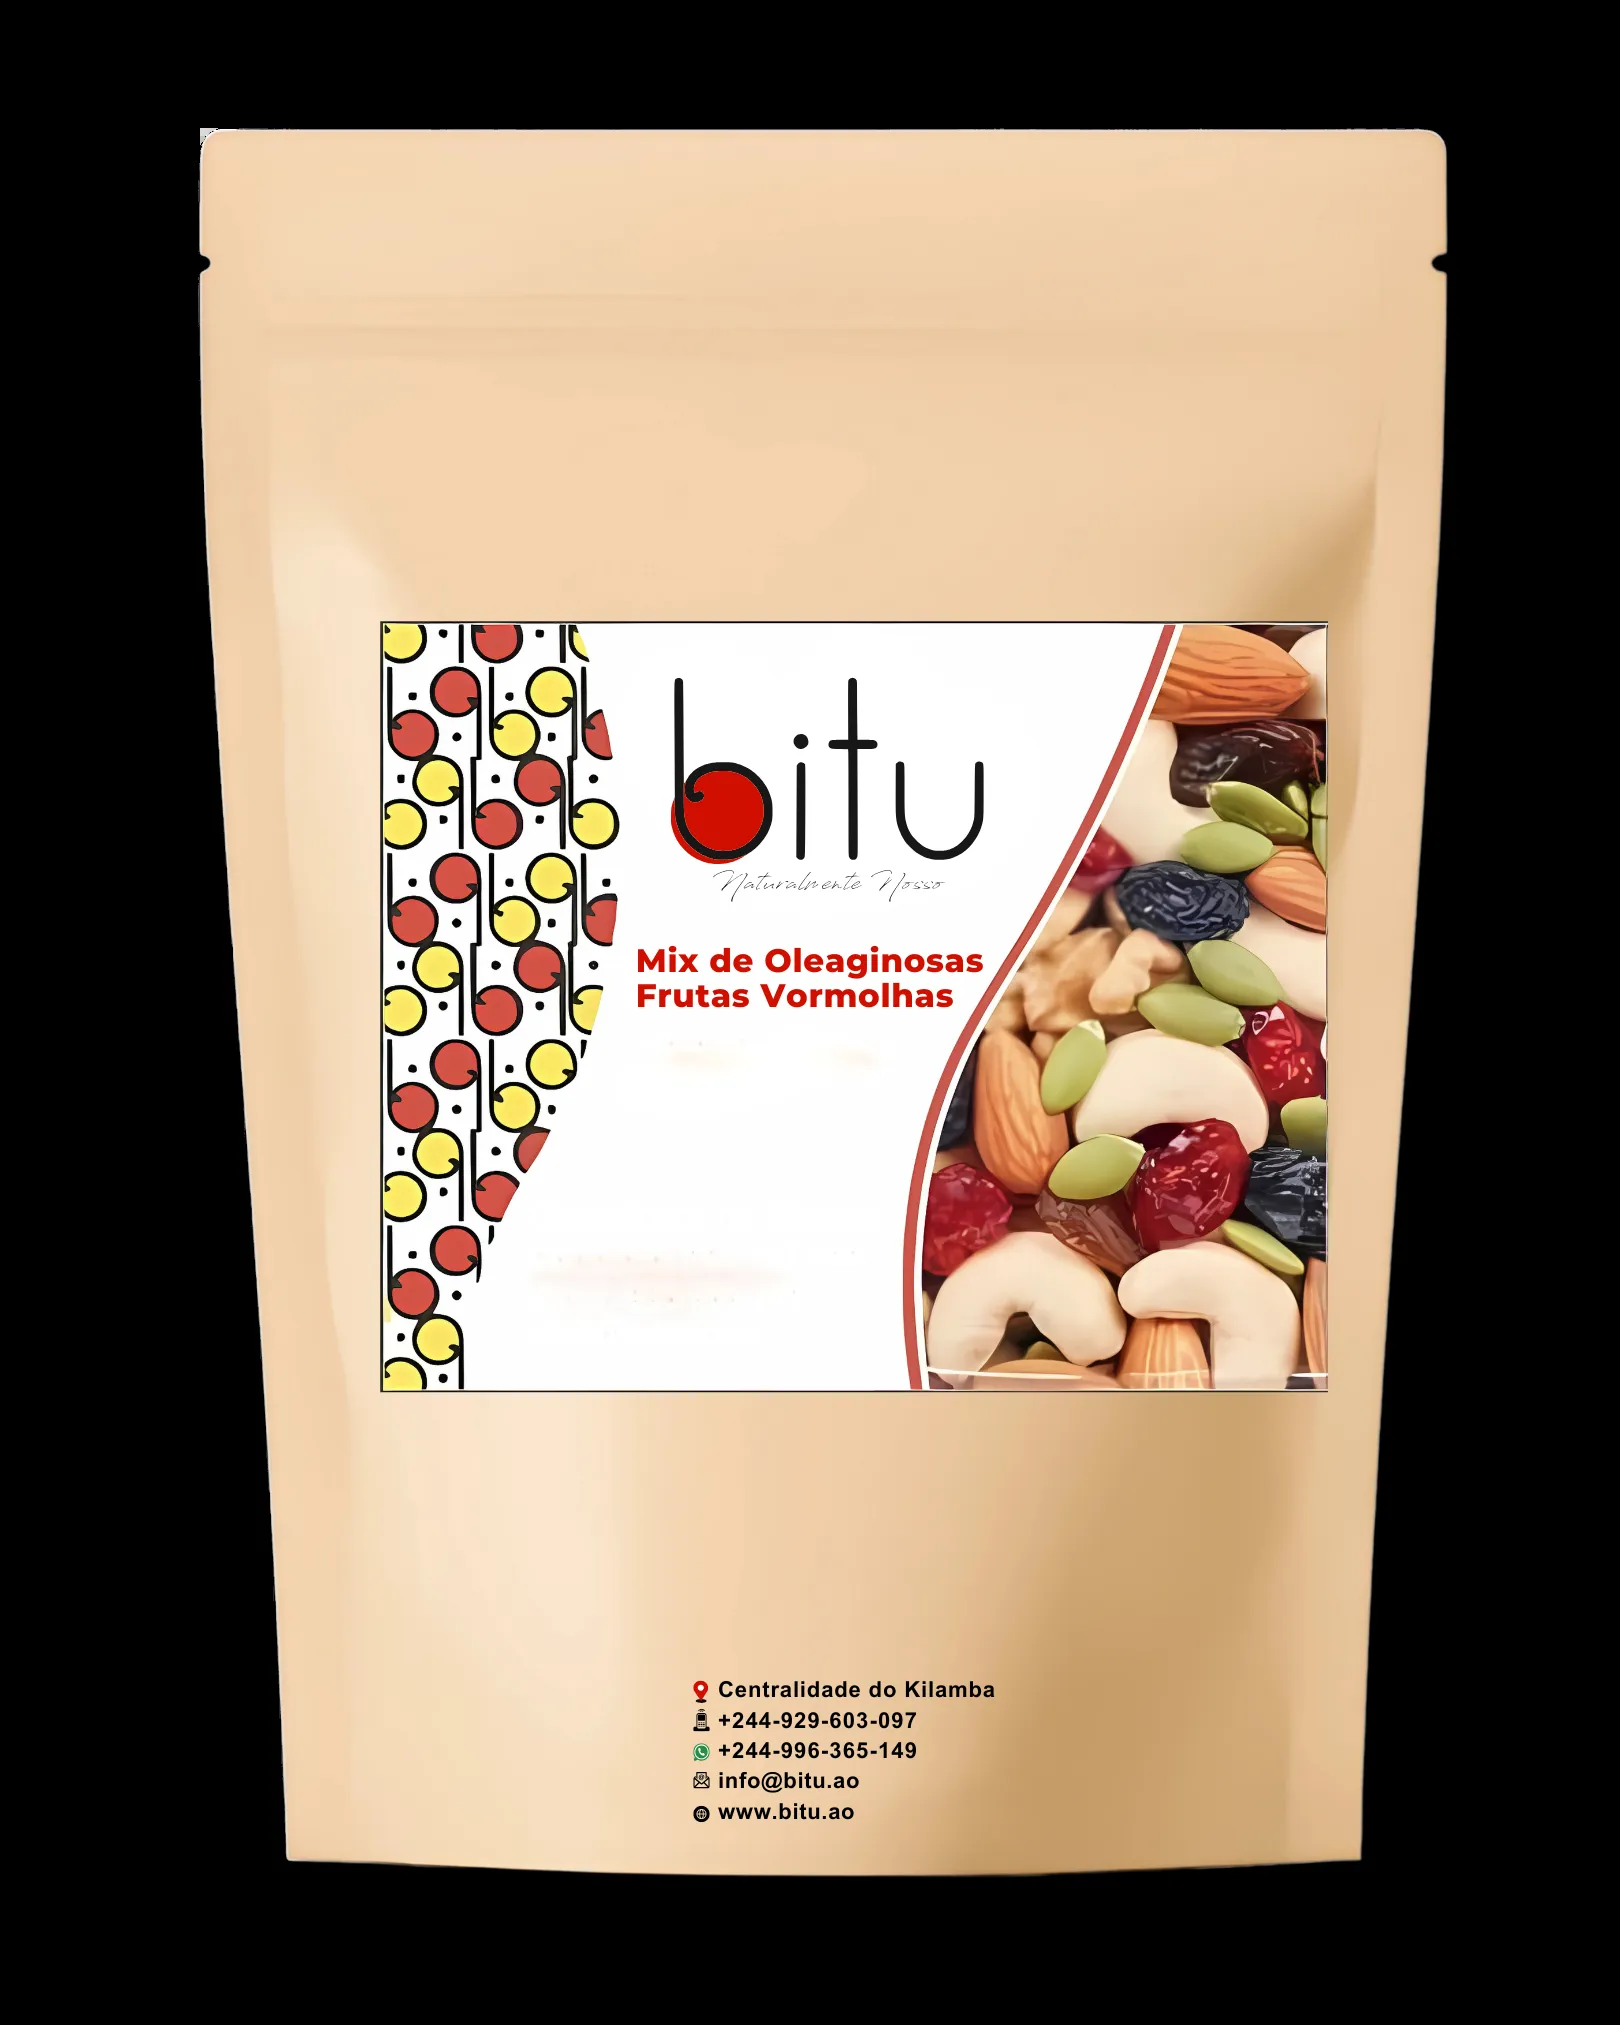 bitu
Naturalmente Nosso
Mix de Oleaginosas
Frutas Vormolhas
Centralidade do Kilamba
+244-929-603-097
+244-996-365-149
info@bitu.ao
www.bitu.ao